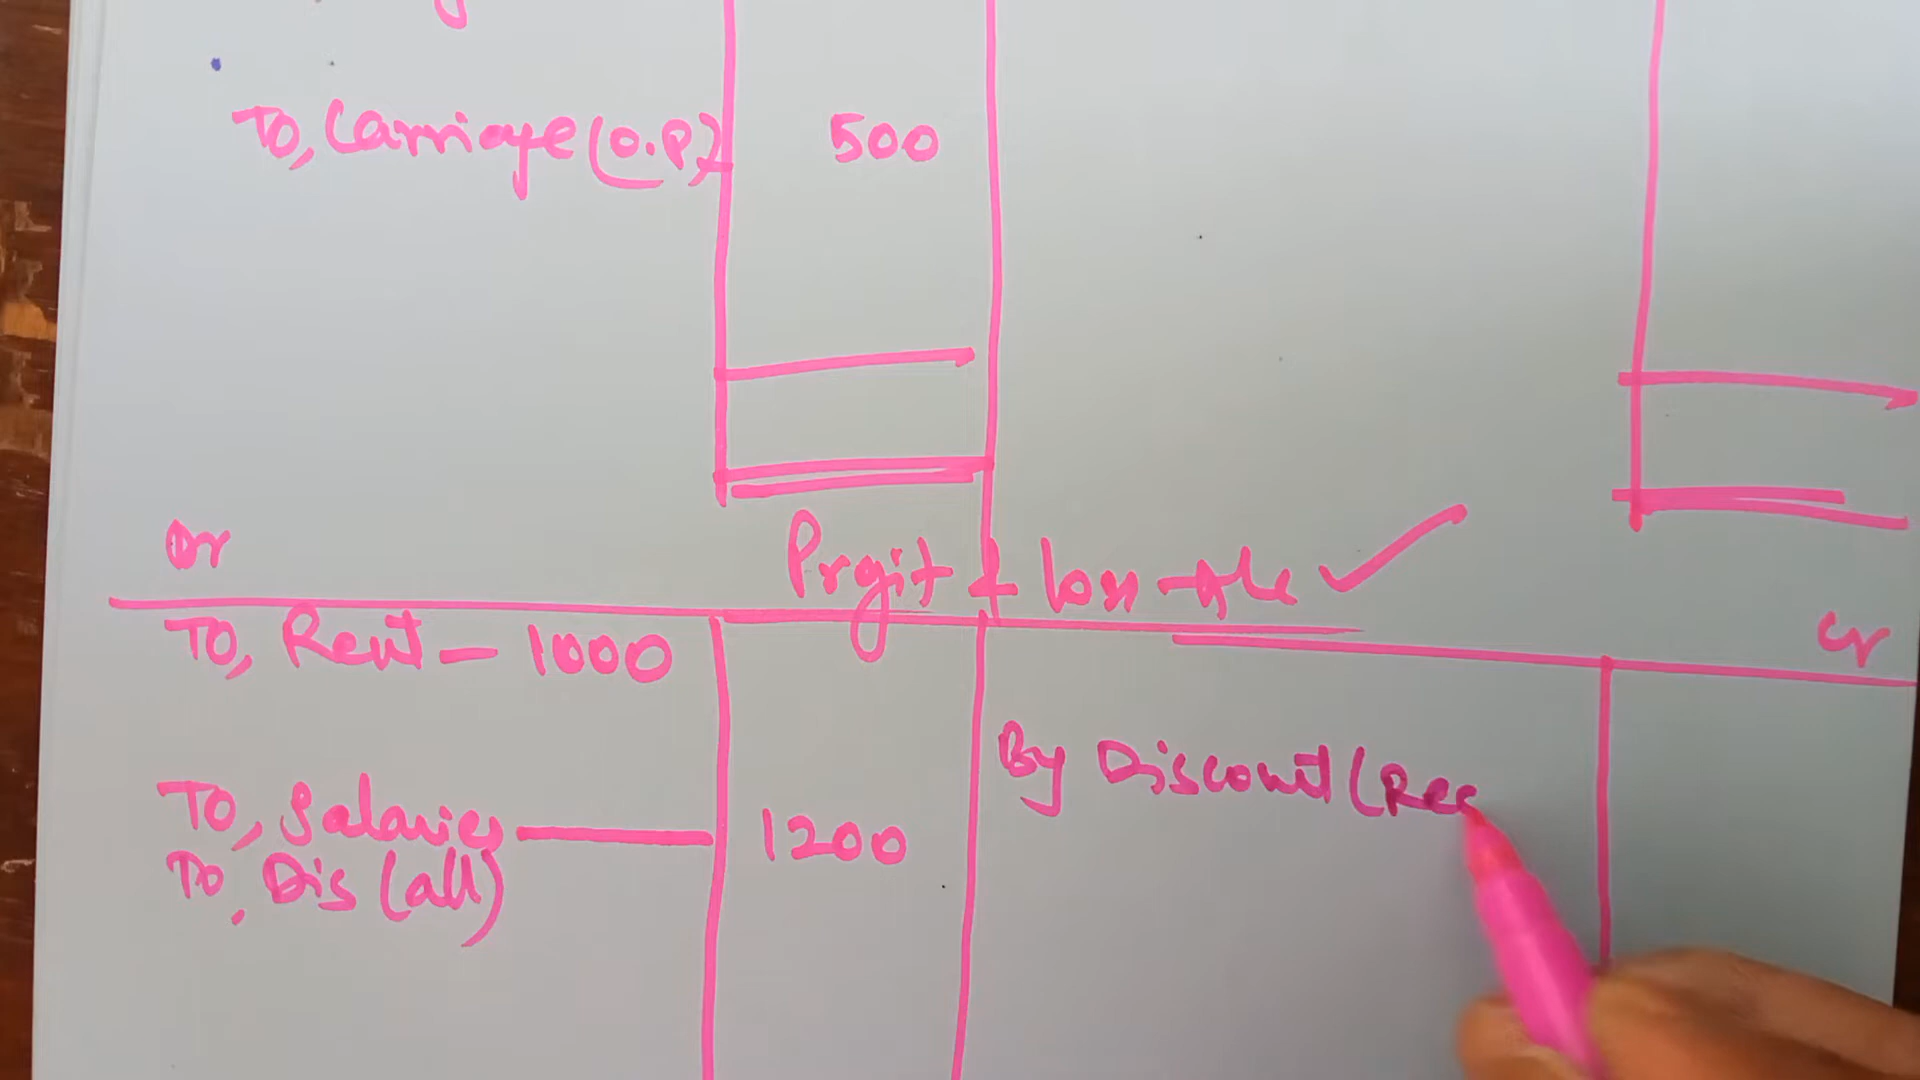 To, Carriage (O.P) 500
Dr
Profit & loss A/c ✓
Cr
To, Rent - 1000
By Discount (Rec
To, Salaries 1200
To, Dis (all)